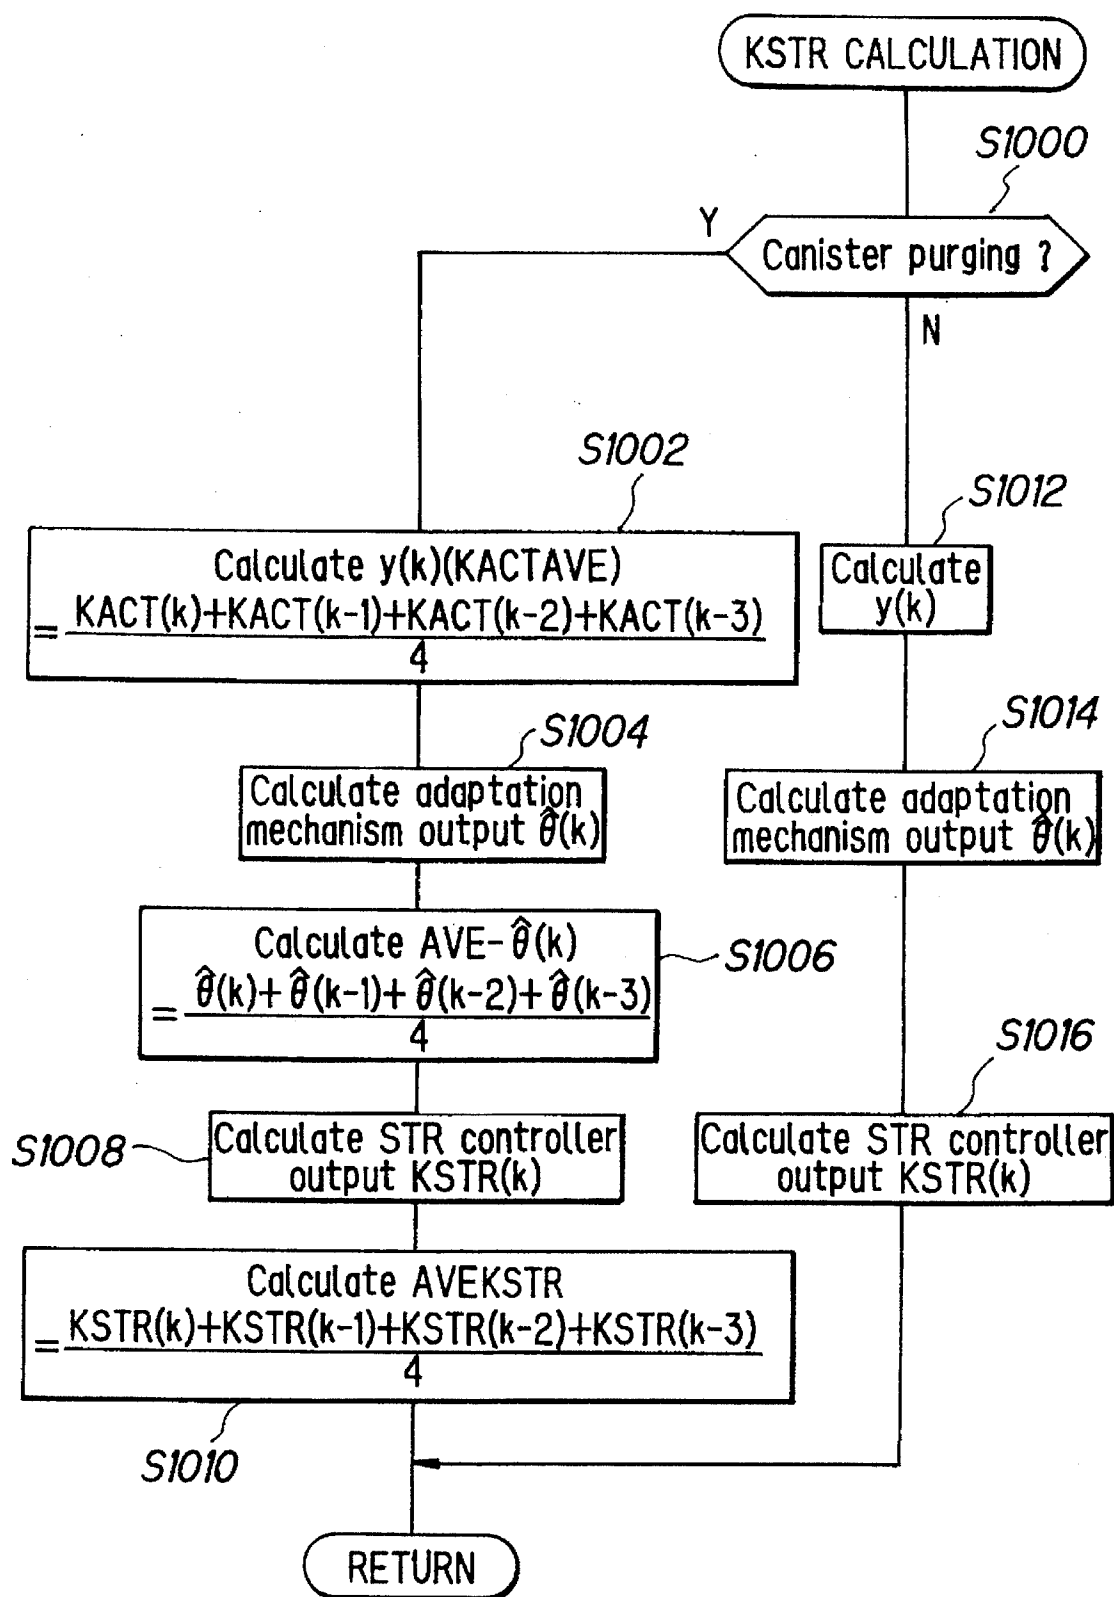 KSTR CALCULATION
S1000
Canister purging ?
Y
N
S1002
Calculate y(k)(KACTAVE)
= KACT(k)+KACT(k-1)+KACT(k-2)+KACT(k-3)
4
S1004
Calculate adaptation
mechanism output θ̂(k)
Calculate AVE-θ̂(k)
= θ̂(k)+θ̂(k-1)+θ̂(k-2)+θ̂(k-3)
4
S1006
S1008
Calculate STR controller
output KSTR(k)
Calculate AVEKSTR
= KSTR(k)+KSTR(k-1)+KSTR(k-2)+KSTR(k-3)
4
S1010
S1012
Calculate
y(k)
S1014
Calculate adaptation
mechanism output θ̂(k)
S1016
Calculate STR controller
output KSTR(k)
RETURN